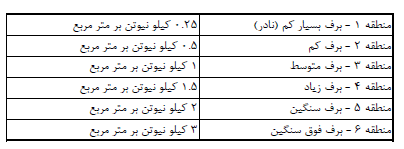 منطقه ۱ - برف بسیار کم (نادر) ۰.۲۵ کیلو نیوتن بر متر مربع
منطقه ۲ - برف کم ۰.۵ کیلو نیوتن بر متر مربع
منطقه ۳ - برف متوسط ۱ کیلو نیوتن بر متر مربع
منطقه ۴ - برف زیاد ۱.۵ کیلو نیوتن بر متر مربع
منطقه ۵ - برف سنگین ۲ کیلو نیوتن بر متر مربع
منطقه ۶ - برف فوق سنگین ۳ کیلو نیوتن بر متر مربع